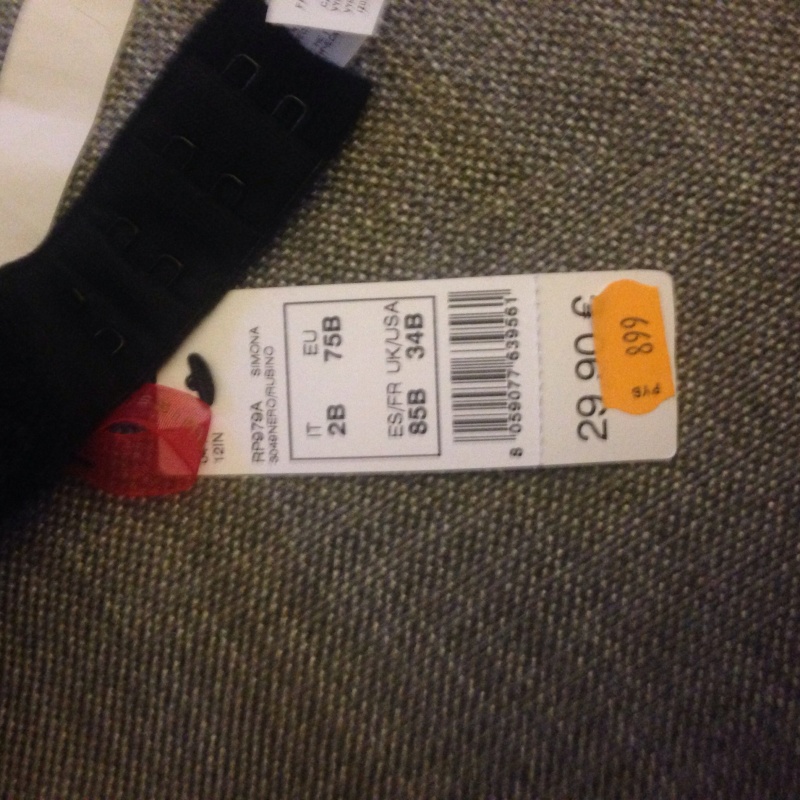 12IN
RP979A SIMONA
3049NERO/RUBINO
IT EU
2B 75B
ES/FR UK/USA
85B 34B
8 059077 639561
29,90 €
899